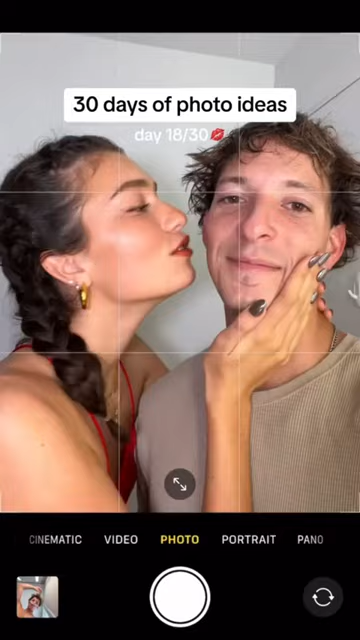 30 days of photo ideas
day 18/30💋
CINEMATIC
VIDEO
PHOTO
PORTRAIT
PANO